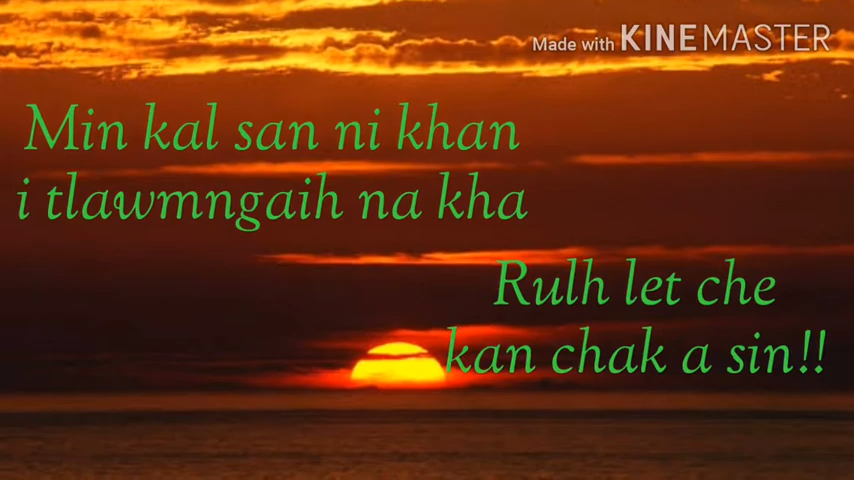 Made with KINEMASTER
Min kal san ni khan
i tlawmngaih na kha
Rulh let che
kan chak a sin!!